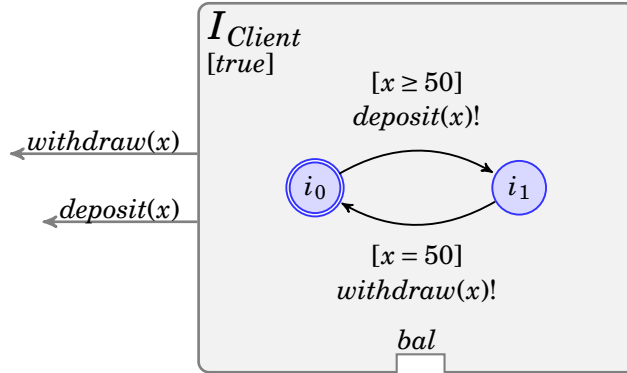 I_Client
[true]
[x ≥ 50]
deposit(x)!
withdraw(x)
i_0
i_1
deposit(x)
[x = 50]
withdraw(x)!
bal